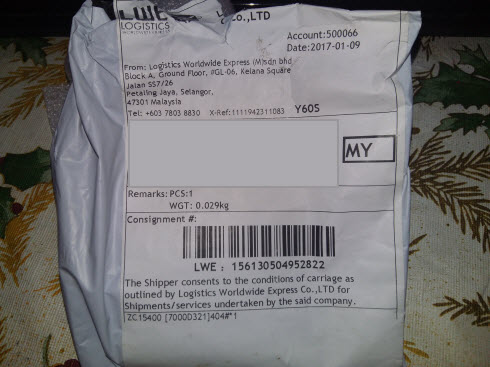 LWE
LOGISTICS
Co.,LTD
Account:500066
Date:2017-01-09
From: Logistics Worldwide Express (M)sdn bhd
Block A, Ground Floor, #GL-06, Kelana Square
Jalan SS7/26
Petaling Jaya, Selangor,
47301 Malaysia
Tel: +603 7803 8830 X-Ref:1111942311083 Y60S
MY
Remarks: PCS:1
WGT: 0.029kg
Consignment #:
LWE : 156130504952822
The Shipper consents to the conditions of carriage as
outlined by Logistics Worldwide Express Co.,LTD for
Shipments/services undertaken by the said company.
ZC15400 [7000D321]404#*1